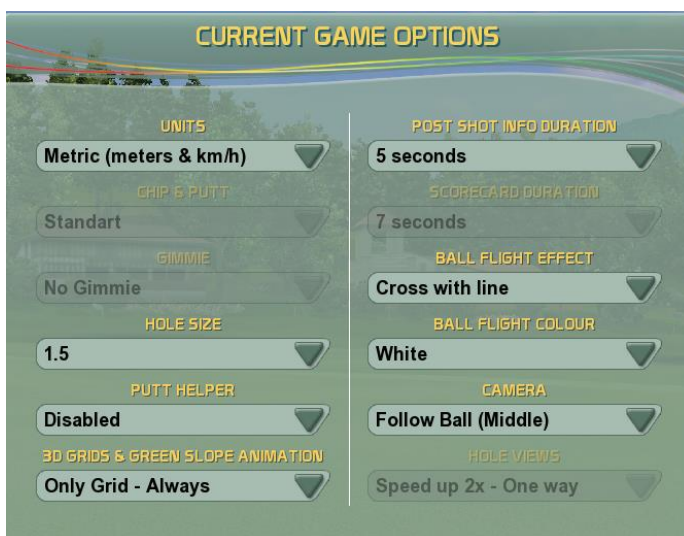 CURRENT GAME OPTIONS
UNITS
Metric (meters & km/h)
CHIP & PUTT
Standart
GIMMIE
No Gimmie
HOLE SIZE
1.5
PUTT HELPER
Disabled
3D GRIDS & GREEN SLOPE ANIMATION
Only Grid - Always
POST SHOT INFO DURATION
5 seconds
SCORECARD DURATION
7 seconds
BALL FLIGHT EFFECT
Cross with line
BALL FLIGHT COLOUR
White
CAMERA
Follow Ball (Middle)
HOLE VIEWS
Speed up 2x - One way